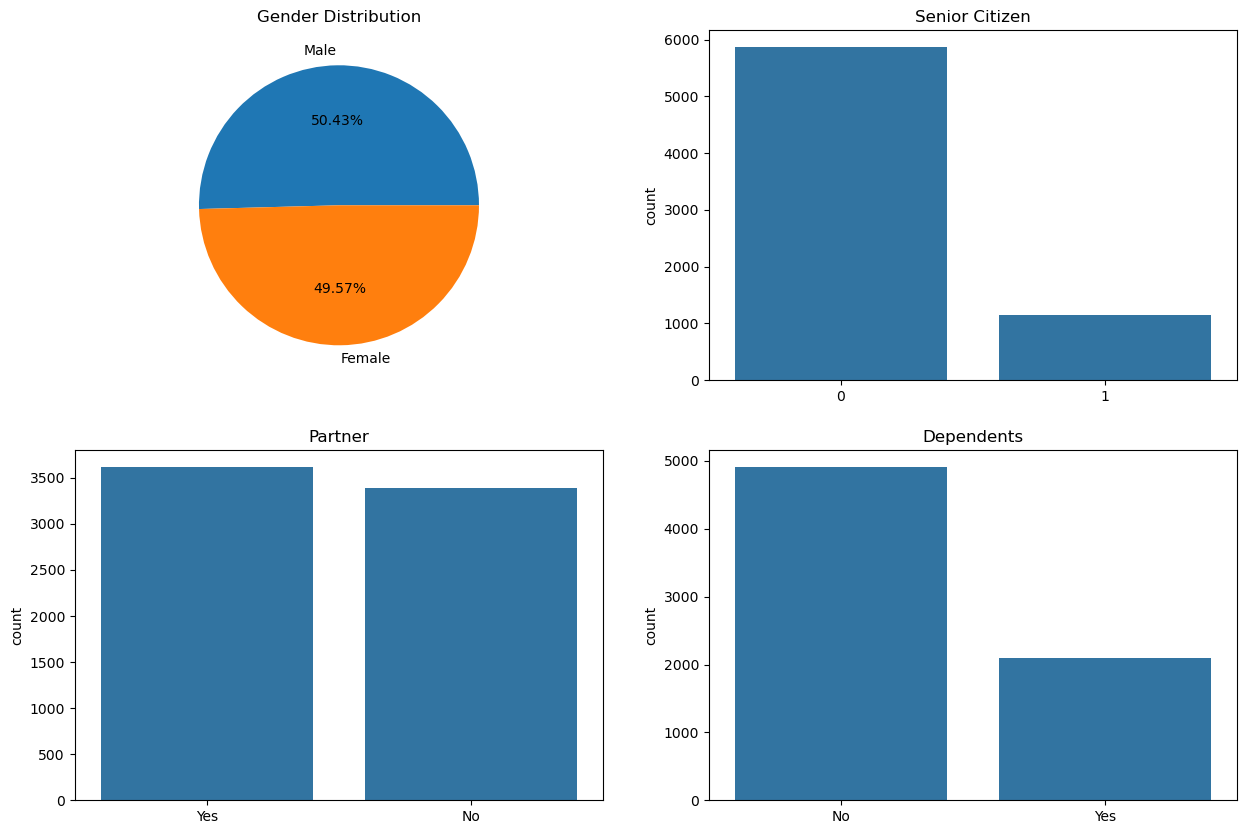 Gender Distribution
Male
50.43%
49.57%
Female
Senior Citizen
6000
5000
4000
3000
2000
1000
0
count
0 1
Partner
3500
3000
2500
2000
1500
1000
500
0
count
Yes No
Dependents
5000
4000
3000
2000
1000
0
count
No Yes